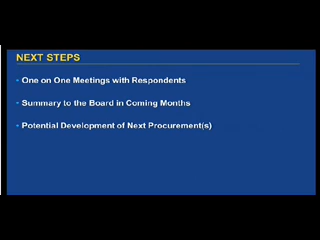 NEXT STEPS
• One on One Meetings with Respondents
• Summary to the Board in Coming Months
• Potential Development of Next Procurement(s)